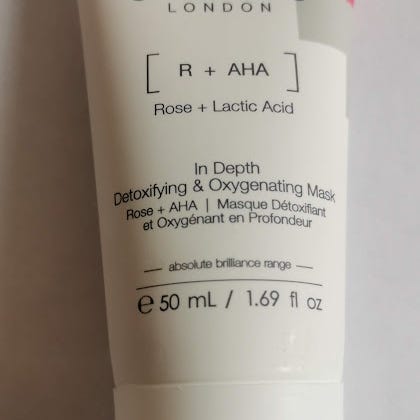 LONDON
[ R + AHA ]
Rose + Lactic Acid
In Depth
Detoxifying & Oxygenating Mask
Rose + AHA | Masque Détoxifiant
et Oxygénant en Profondeur
absolute brilliance range
e 50 mL / 1.69 fl oz